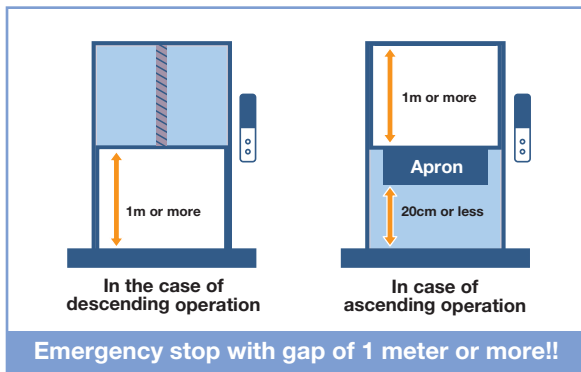 1m or more
In the case of
descending operation
1m or more
Apron
20cm or less
In case of
ascending operation
Emergency stop with gap of 1 meter or more!!